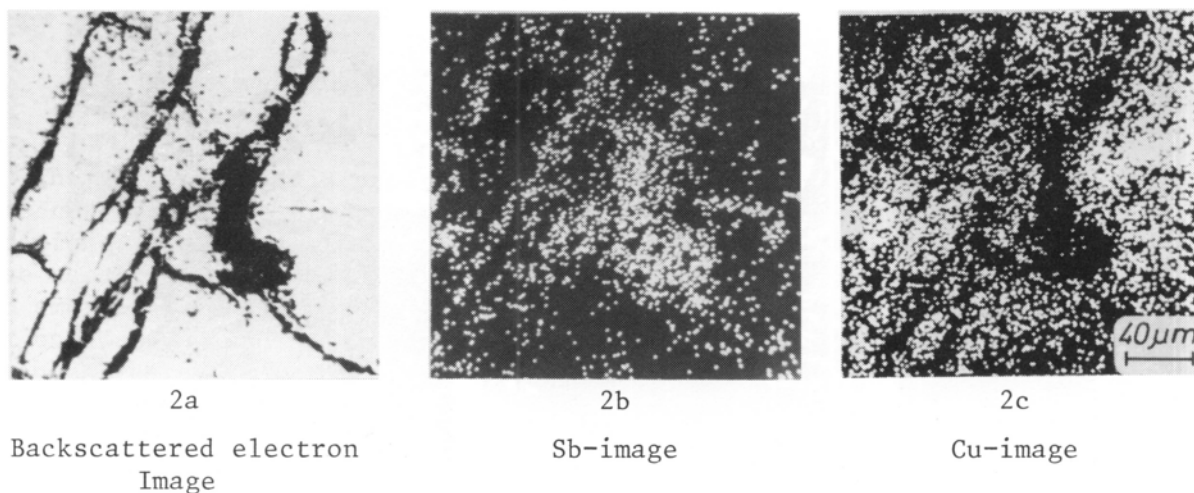 40μm
2a
2b
2c
Backscattered electron
Image
Sb-image
Cu-image